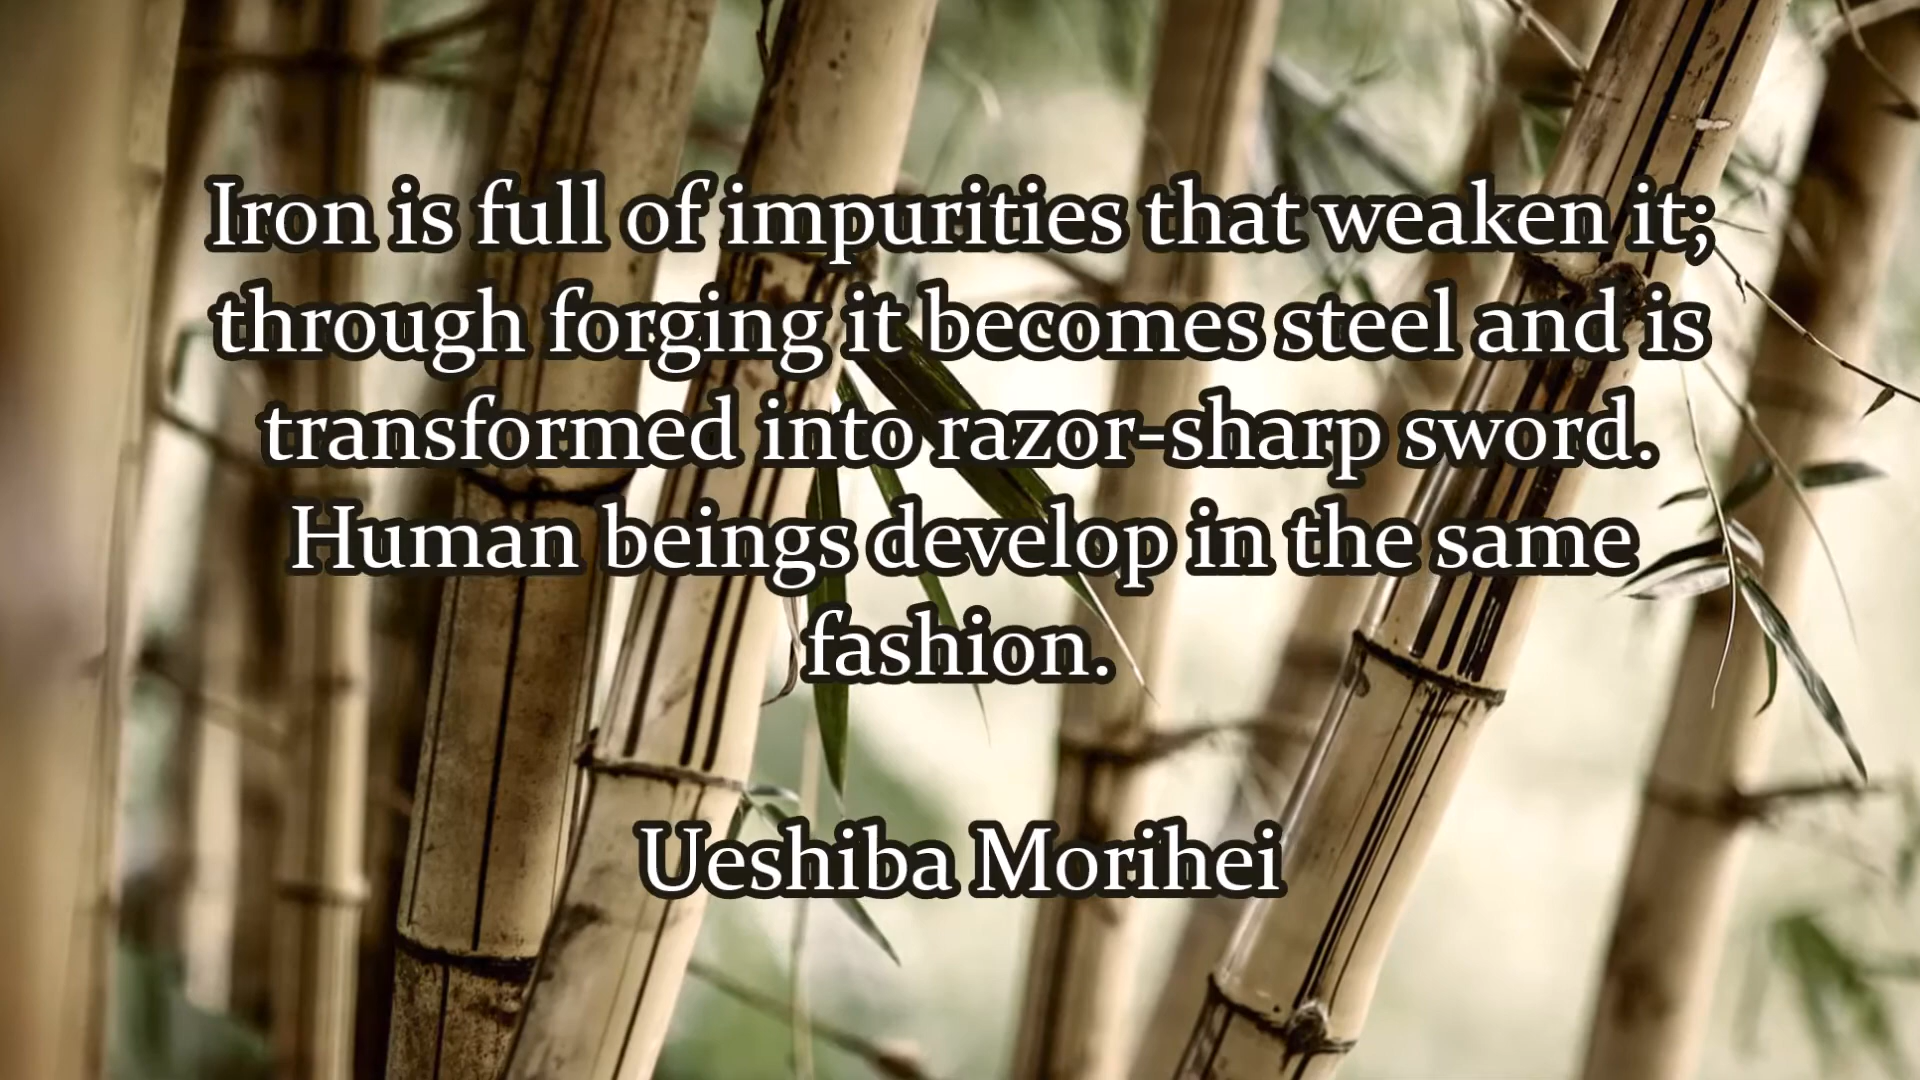 Iron is full of impurities that weaken it;
through forging it becomes steel and is
transformed into razor-sharp sword.
Human beings develop in the same
fashion.
Ueshiba Morihei